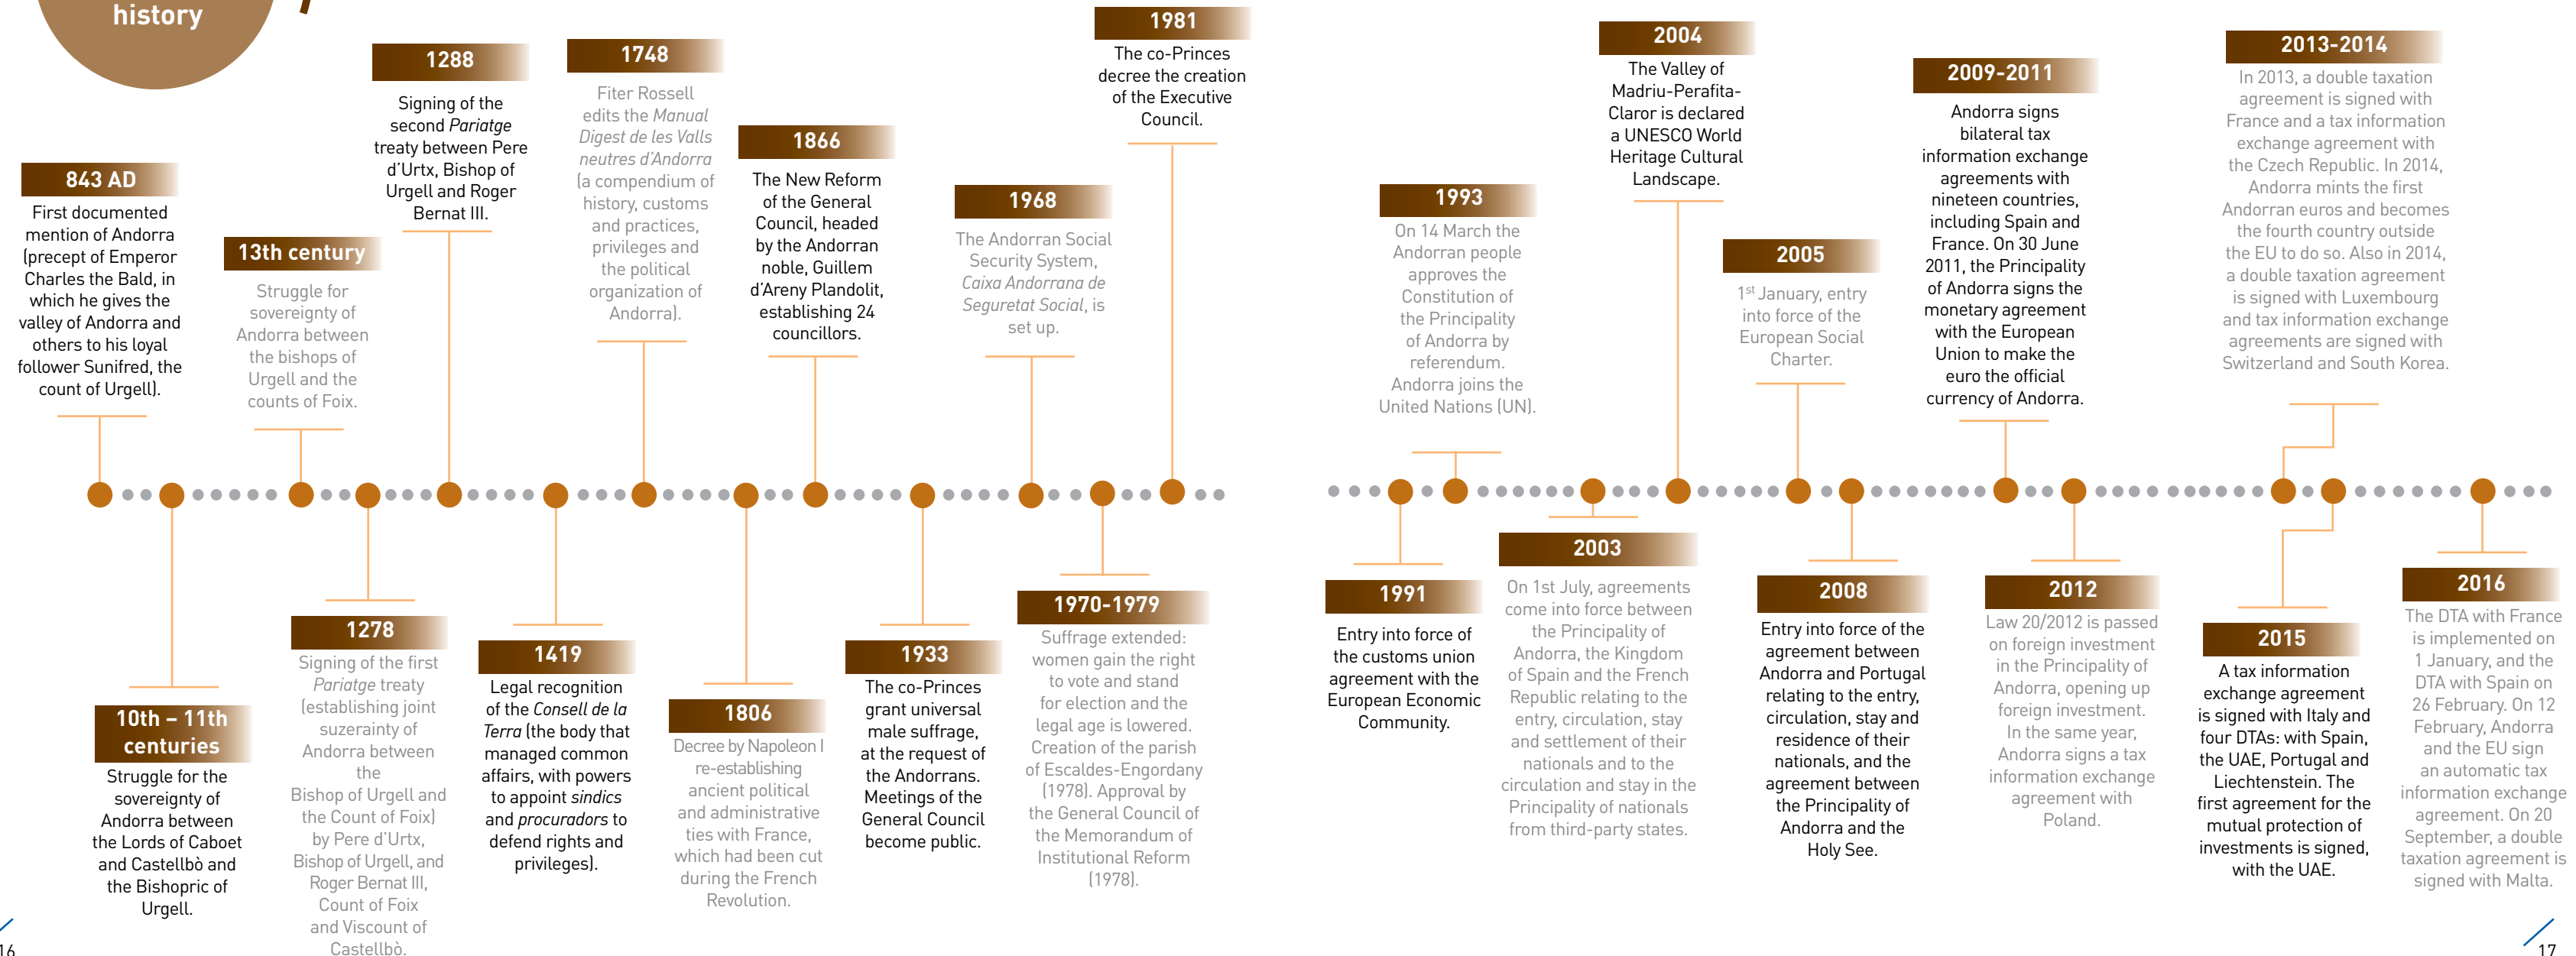 history
843 AD
First documented
mention of Andorra
(precept of Emperor
Charles the Bald, in
which he gives the
valley of Andorra and
others to his loyal
follower Sunifred, the
count of Urgell).
10th – 11th
centuries
Struggle for the
sovereignty of
Andorra between
the Lords of Caboet
and Castellbò and
the Bishopric of
Urgell.
13th century
Struggle for
sovereignty of
Andorra between
the bishops of
Urgell and the
counts of Foix.
1278
Signing of the first
Pariatge treaty
(establishing joint
suzerainty of
Andorra between
the
Bishop of Urgell and
the Count of Foix)
by Pere d’Urtx,
Bishop of Urgell, and
Roger Bernat III,
Count of Foix
and Viscount of
Castellbò.
1288
Signing of the
second Pariatge
treaty between Pere
d’Urtx, Bishop of
Urgell and Roger
Bernat III.
1419
Legal recognition
of the Consell de la
Terra (the body that
managed common
affairs, with powers
to appoint sindics
and procuradors to
defend rights and
privileges).
1748
Fiter Rossell
edits the Manual
Digest de les Valls
neutres d’Andorra
(a compendium of
history, customs
and practices,
privileges and
the political
organization of
Andorra).
1806
Decree by Napoleon I
re-establishing
ancient political
and administrative
ties with France,
which had been cut
during the French
Revolution.
1866
The New Reform
of the General
Council, headed
by the Andorran
noble, Guillem
d’Areny Plandolit,
establishing 24
councillors.
1933
The co-Princes
grant universal
male suffrage,
at the request of
the Andorrans.
Meetings of the
General Council
become public.
1968
The Andorran Social
Security System,
Caixa Andorrana de
Seguretat Social, is
set up.
1970-1979
Suffrage extended:
women gain the right
to vote and stand
for election and the
legal age is lowered.
Creation of the parish
of Escaldes-Engordany
(1978). Approval by
the General Council of
the Memorandum of
Institutional Reform
(1978).
1981
The co-Princes
decree the creation
of the Executive
Council.
1991
Entry into force of
the customs union
agreement with the
European Economic
Community.
1993
On 14 March the
Andorran people
approves the
Constitution of
the Principality
of Andorra by
referendum.
Andorra joins the
United Nations (UN).
2003
On 1st July, agreements
come into force between
the Principality of
Andorra, the Kingdom
of Spain and the French
Republic relating to the
entry, circulation, stay
and settlement of their
nationals and to the
circulation and stay in the
Principality of nationals
from third-party states.
2004
The Valley of
Madriu-Perafita-
Claror is declared
a UNESCO World
Heritage Cultural
Landscape.
2005
1st January, entry
into force of the
European Social
Charter.
2008
Entry into force of the
agreement between
Andorra and Portugal
relating to the entry,
circulation, stay and
residence of their
nationals, and the
agreement between
the Principality of
Andorra and the
Holy See.
2009-2011
Andorra signs
bilateral tax
information exchange
agreements with
nineteen countries,
including Spain and
France. On 30 June
2011, the Principality
of Andorra signs the
monetary agreement
with the European
Union to make the
euro the official
currency of Andorra.
2012
Law 20/2012 is passed
on foreign investment
in the Principality of
Andorra, opening up
foreign investment.
In the same year,
Andorra signs a tax
information exchange
agreement with
Poland.
2013-2014
In 2013, a double taxation
agreement is signed with
France and a tax information
exchange agreement with
the Czech Republic. In 2014,
Andorra mints the first
Andorran euros and becomes
the fourth country outside
the EU to do so. Also in 2014,
a double taxation agreement
is signed with Luxembourg
and tax information exchange
agreements are signed with
Switzerland and South Korea.
2015
A tax information
exchange agreement
is signed with Italy and
four DTAs: with Spain,
the UAE, Portugal and
Liechtenstein. The
first agreement for the
mutual protection of
investments is signed,
with the UAE.
2016
The DTA with France
is implemented on
1 January, and the
DTA with Spain on
26 February. On 12
February, Andorra
and the EU sign
an automatic tax
information exchange
agreement. On 20
September, a double
taxation agreement is
signed with Malta.
16
17